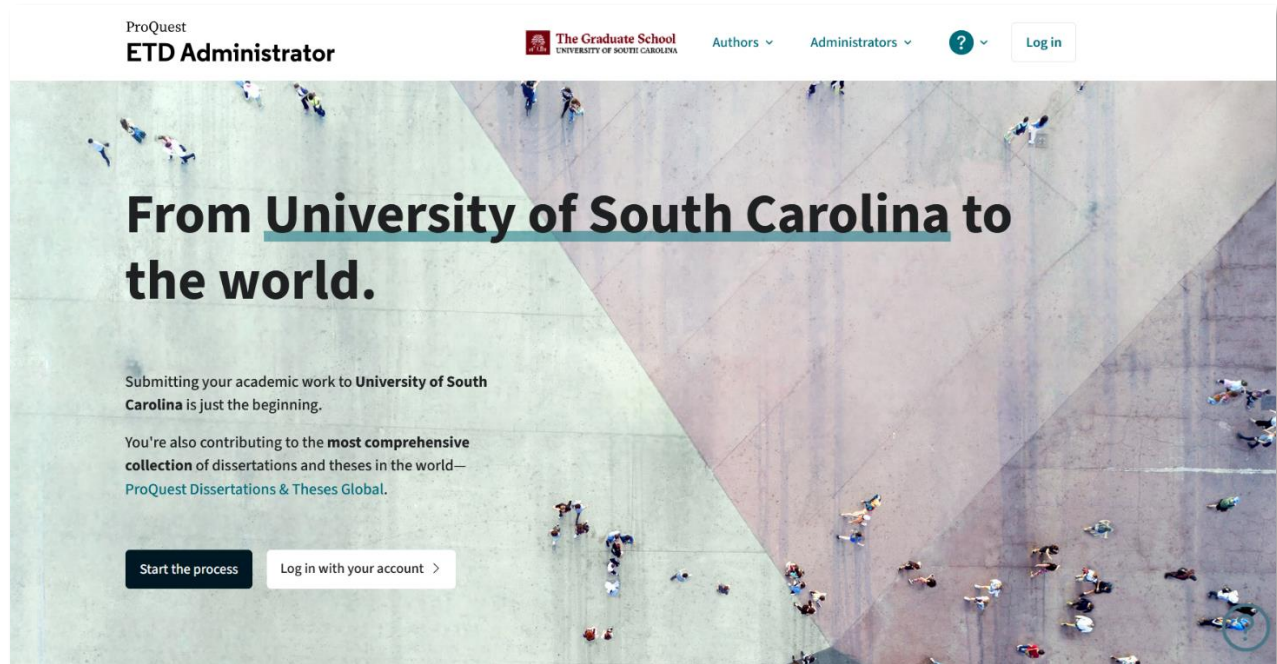 ProQuest
ETD Administrator
The Graduate School
UNIVERSITY OF SOUTH CAROLINA
Authors
Administrators
?
Log in
From University of South Carolina to
the world.
Submitting your academic work to University of South
Carolina is just the beginning.
You're also contributing to the most comprehensive
collection of dissertations and theses in the world—
ProQuest Dissertations & Theses Global.
Start the process
Log in with your account